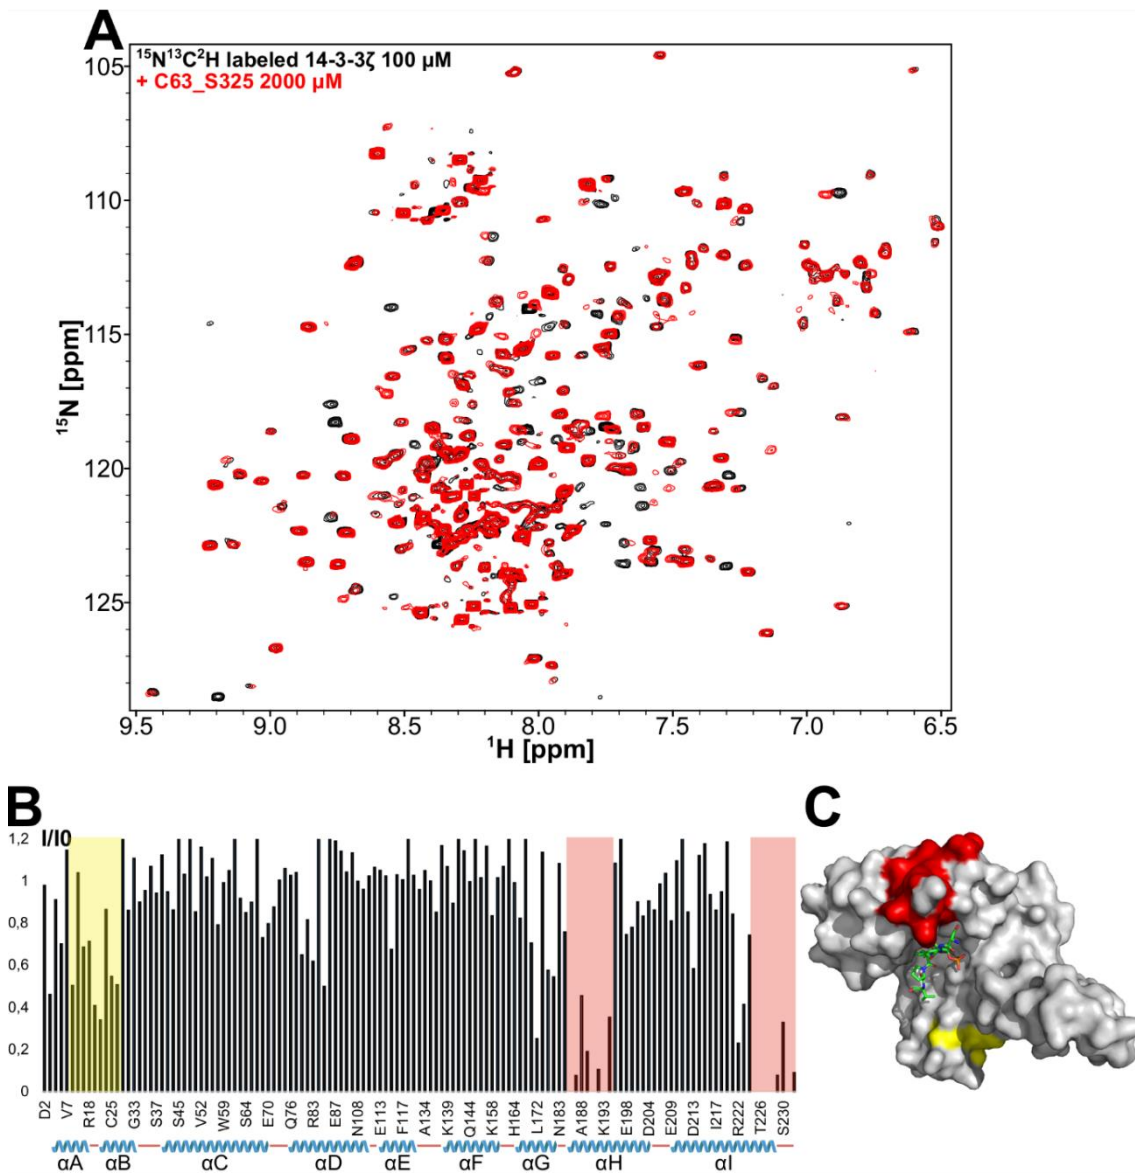 A
¹⁵N¹³C²H labeled 14-3-3ζ 100 µM
+ C63_S325 2000 µM
105
110
115
120
125
¹⁵N [ppm]
9.5 9.0 8.5 8.0 7.5 7.0 6.5
¹H [ppm]
B
I/I0
1,2
1
0,8
0,6
0,4
0,2
0
D2 V7 R18 C25 G33 S37 S45 V52 W59 S64 E70 Q76 R83 E87 N108 E113 F117 A134 K139 Q144 K158 H164 L172 N183 A188 K193 E198 D204 E209 D213 I217 R222 T226 S230
αA αB αC αD αE αF αG αH αI
C